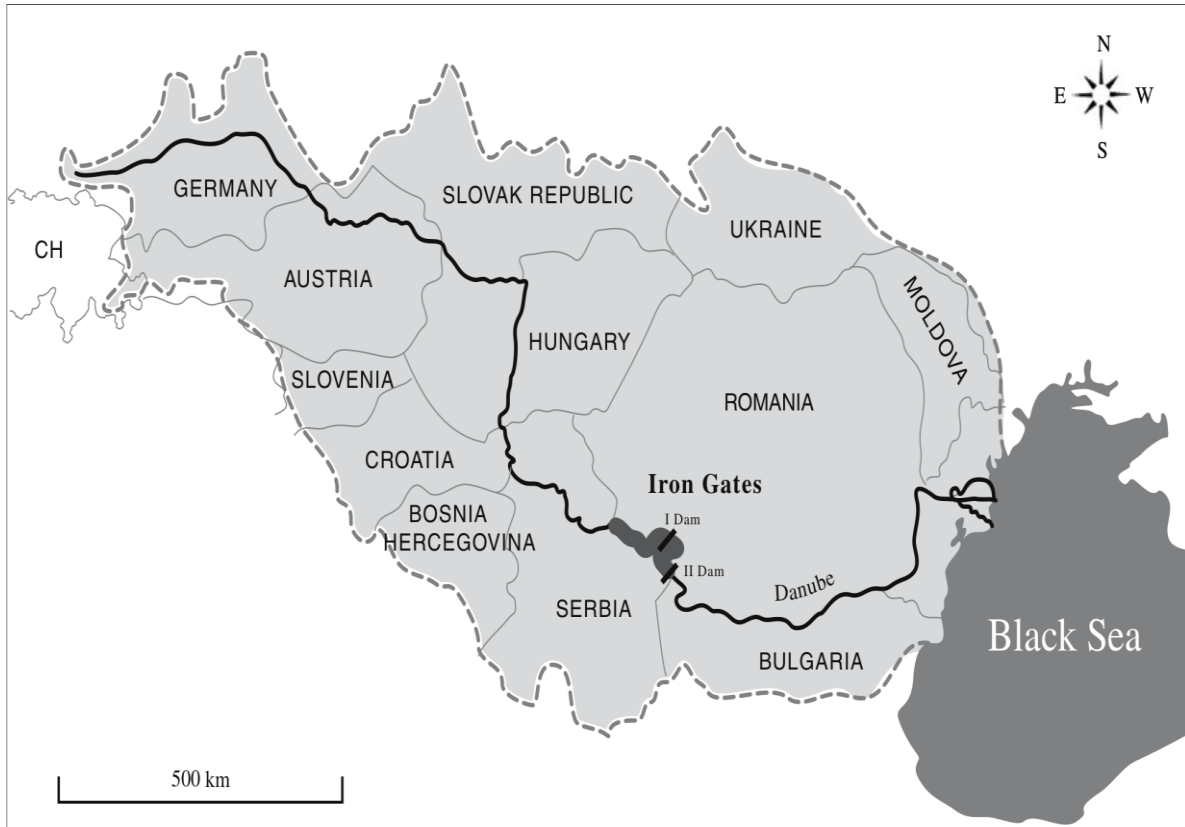 N
E W
S
GERMANY
SLOVAK REPUBLIC
UKRAINE
CH
AUSTRIA
MOLDOVA
HUNGARY
SLOVENIA
ROMANIA
CROATIA
Iron Gates
BOSNIA
HERCEGOVINA
I Dam
II Dam
Danube
SERBIA
BULGARIA
Black Sea
500 km